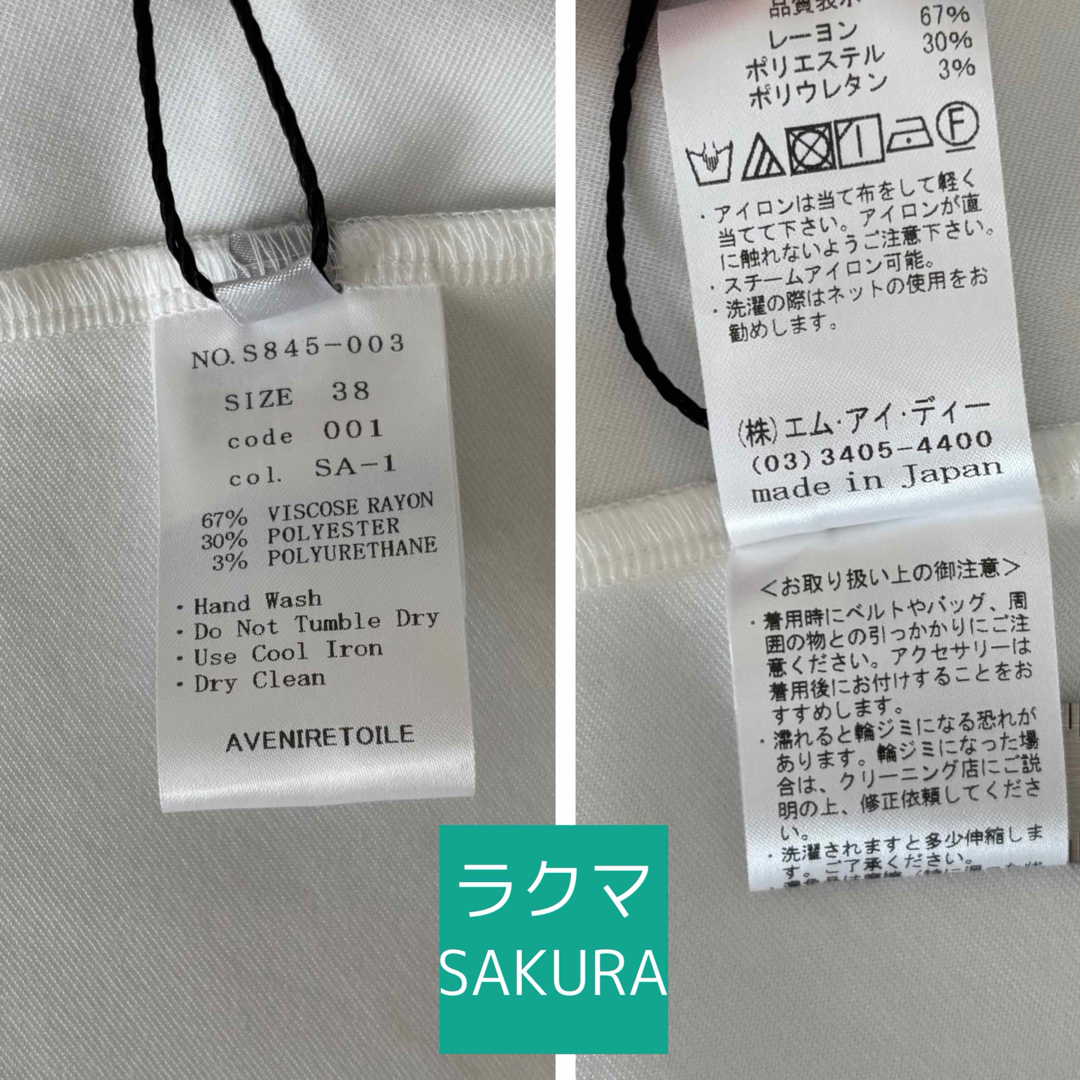 NO. S845-003
SIZE 38
code 001
col. SA-1
67% VISCOSE RAYON
30% POLYESTER
3% POLYURETHANE
・Hand Wash
・Do Not Tumble Dry
・Use Cool Iron
・Dry Clean
AVENIRETOILE
品質表示
レーヨン 67%
ポリエステル 30%
ポリウレタン 3%
F
・アイロンは当て布をして軽く
当てて下さい。アイロンが直
に触れないようご注意下さい。
・スチームアイロン可能。
・洗濯の際はネットの使用をお
勧めします。
(株)エム・アイ・ディー
(03)3405-4400
made in Japan
<お取り扱い上の御注意>
・着用時にベルトやバッグ、周
囲の物との引っかかりにご注
意ください。アクセサリーは
着用後にお付けすることをお
すすめします。
・濡れると輪ジミになる恐れが
あります。輪ジミになった場
合は、クリーニング店にご説
明の上、修正依頼してくださ
い。
・洗濯されますと多少伸縮しま
す。ご了承ください。
ラクマ
SAKURA